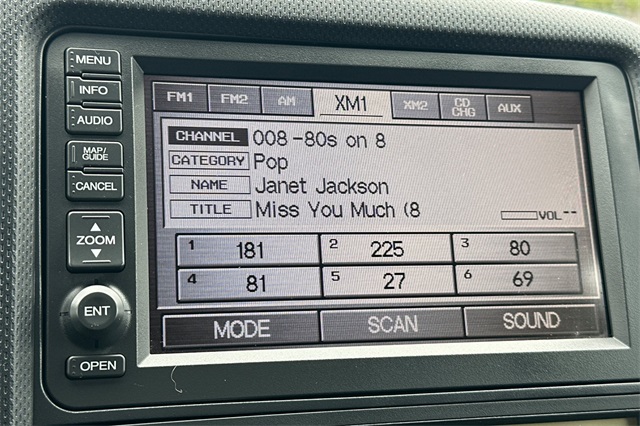 MENU
INFO
AUDIO
MAP/
GUIDE
CANCEL
ZOOM
ENT
OPEN
FM1 FM2 AM XM1 XM2 CD CHG AUX
CHANNEL 008-80s on 8
CATEGORY Pop
NAME Janet Jackson
TITLE Miss You Much (8
VOL--
1 181 2 225 3 80
4 81 5 27 6 69
MODE SCAN SOUND